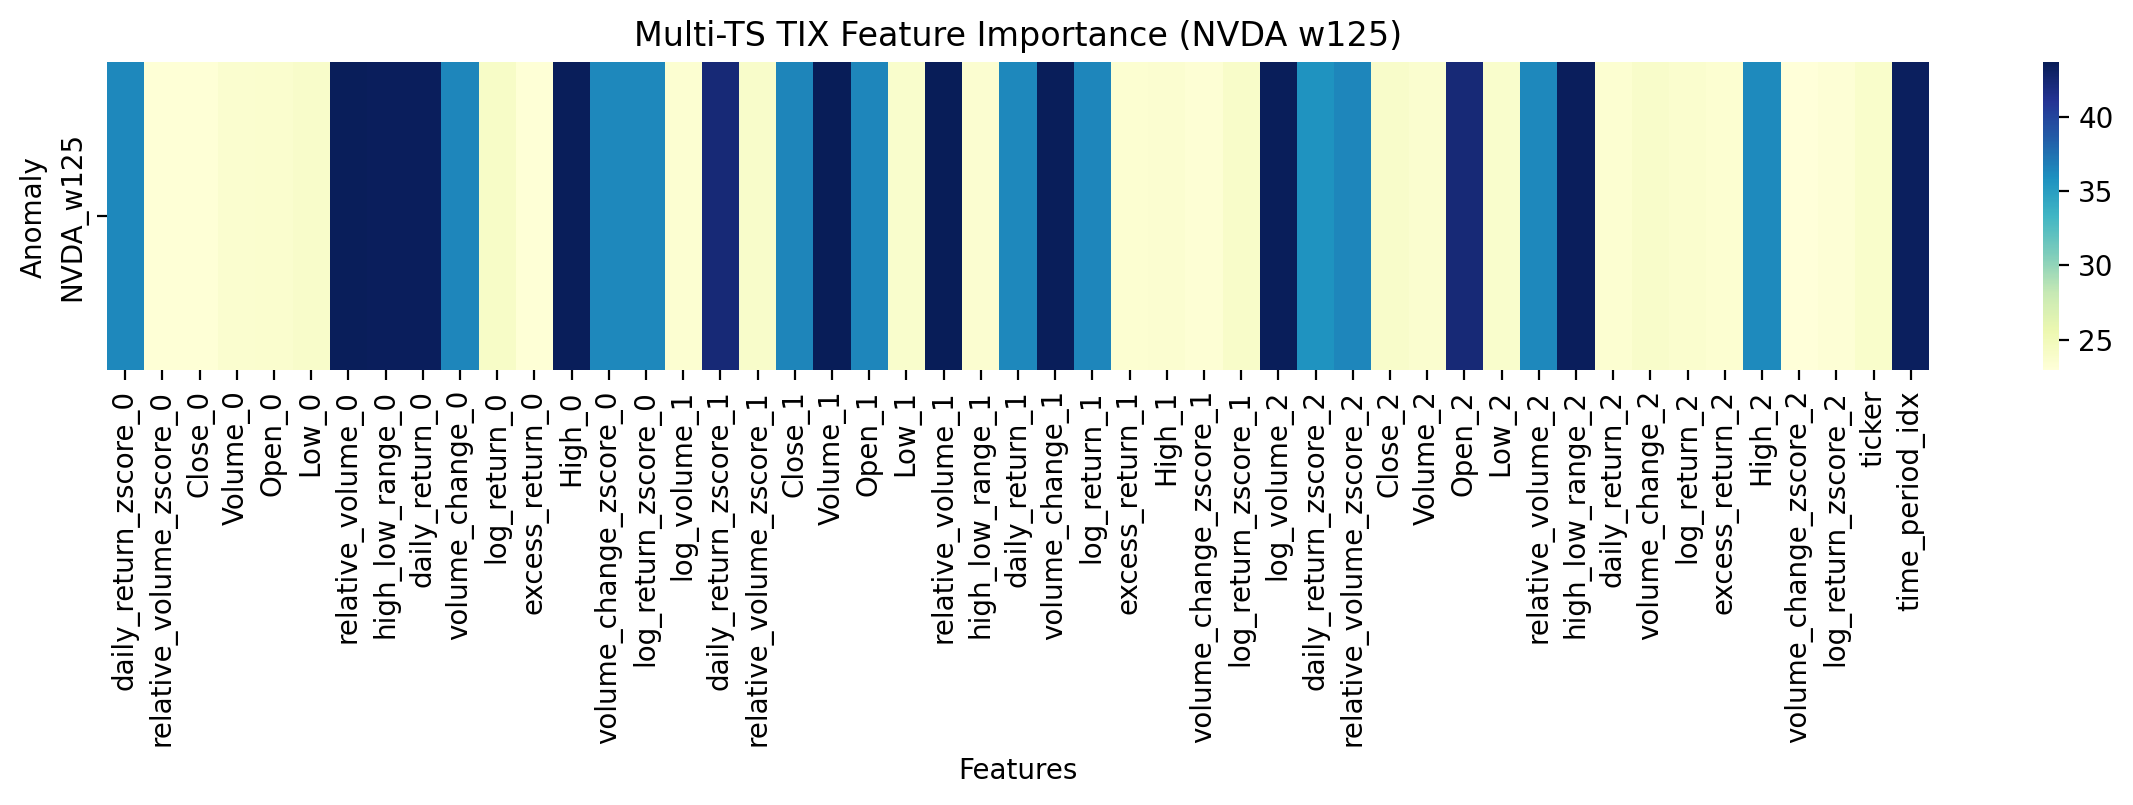 Multi-TS TIX Feature Importance (NVDA w125)
Anomaly
NVDA_w125
40
35
30
25
daily_return_zscore_0
relative_volume_zscore_0
Close_0
Volume_0
Open_0
Low_0
relative_volume_0
high_low_range_0
daily_return_0
volume_change_0
log_return_0
excess_return_0
High_0
volume_change_zscore_0
log_return_zscore_0
log_volume_1
daily_return_zscore_1
relative_volume_zscore_1
Close_1
Volume_1
Open_1
Low_1
relative_volume_1
high_low_range_1
daily_return_1
volume_change_1
log_return_1
excess_return_1
High_1
volume_change_zscore_1
log_return_zscore_1
log_volume_2
daily_return_zscore_2
relative_volume_zscore_2
Close_2
Volume_2
Open_2
Low_2
relative_volume_2
high_low_range_2
daily_return_2
volume_change_2
log_return_2
excess_return_2
High_2
volume_change_zscore_2
log_return_zscore_2
ticker
time_period_idx
Features